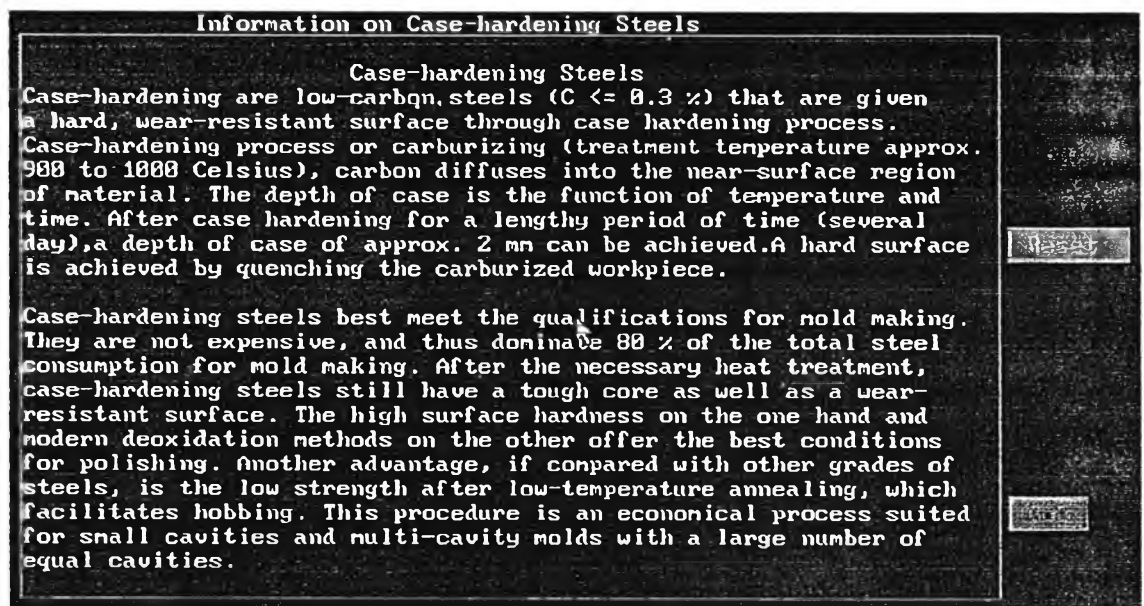 Information on Case-hardening Steels
Case-hardening Steels
Case-hardening are low-carbon,steels (C <= 0.3 %) that are given
a hard, wear-resistant surface through case hardening process.
Case-hardening process or carburizing (treatment temperature approx.
900 to 1000 Celsius), carbon diffuses into the near-surface region
of material. The depth of case is the function of temperature and
time. After case hardening for a lengthy period of time (several
day),a depth of case of approx. 2 mm can be achieved.A hard surface
is achieved by quenching the carburized workpiece.
Case-hardening steels best meet the qualifications for mold making.
They are not expensive, and thus dominate 80 % of the total steel
consumption for mold making. After the necessary heat treatment,
case-hardening steels still have a tough core as well as a wear-
resistant surface. The high surface hardness on the one hand and
modern deoxidation methods on the other offer the best conditions
for polishing. Another advantage, if compared with other grades of
steels, is the low strength after low-temperature annealing, which
facilitates hobbing. This procedure is an economical process suited
for small cavities and multi-cavity molds with a large number of
equal cavities.